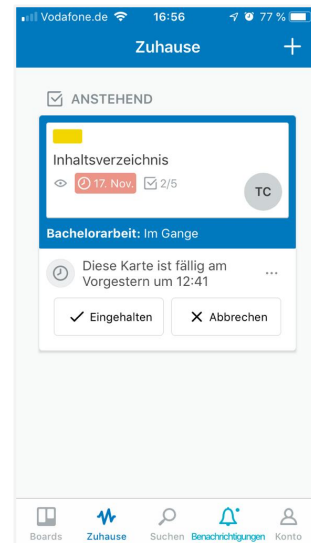 Vodafone.de 16:56 77 %
Zuhause
ANSTEHEND
Inhaltsverzeichnis
17. Nov. 2/5
TC
Bachelorarbeit: Im Gange
Diese Karte ist fällig am
Vorgestern um 12:41
Eingehalten Abbrechen
Boards Zuhause Suchen Benachrichtigungen Konto